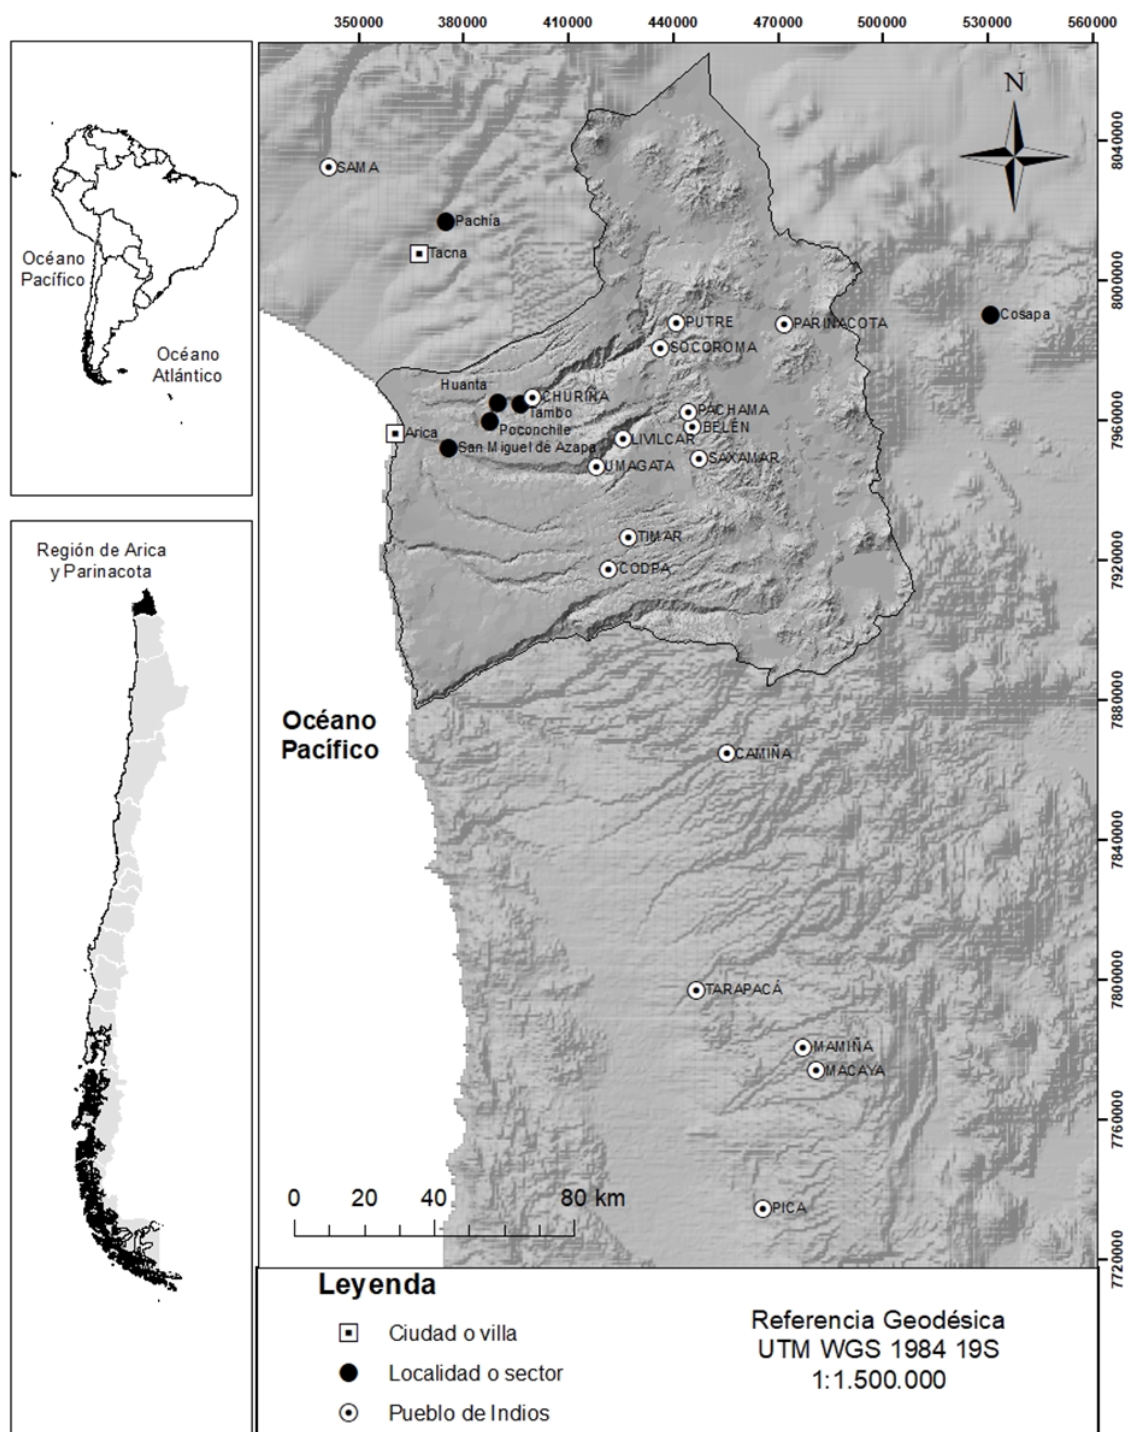 350000 380000 410000 440000 470000 500000 530000 560000
N
8040000
8000000
7960000
7920000
7880000
7840000
7800000
7760000
7720000
Océano
Pacífico
Océano
Atlántico
Región de Arica
y Parinacota
SAMA
Pachía
Tacna
Cosapa
PUTRE
PARINACOTA
SOCOROMA
Huanta
CHURIÑA
Tambo
PACHAMA
Poconchile
BELÉN
Arica
LIVILCAR
San Miguel de Azapa
SAXAMAR
UMAGATA
TIMAR
CODPA
Océano
Pacífico
CAMIÑA
TARAPACÁ
MAMIÑA
MACAYA
PICA
0 20 40 80 km
Leyenda
Ciudad o villa
Localidad o sector
Pueblo de Indios
Referencia Geodésica
UTM WGS 1984 19S
1:1.500.000